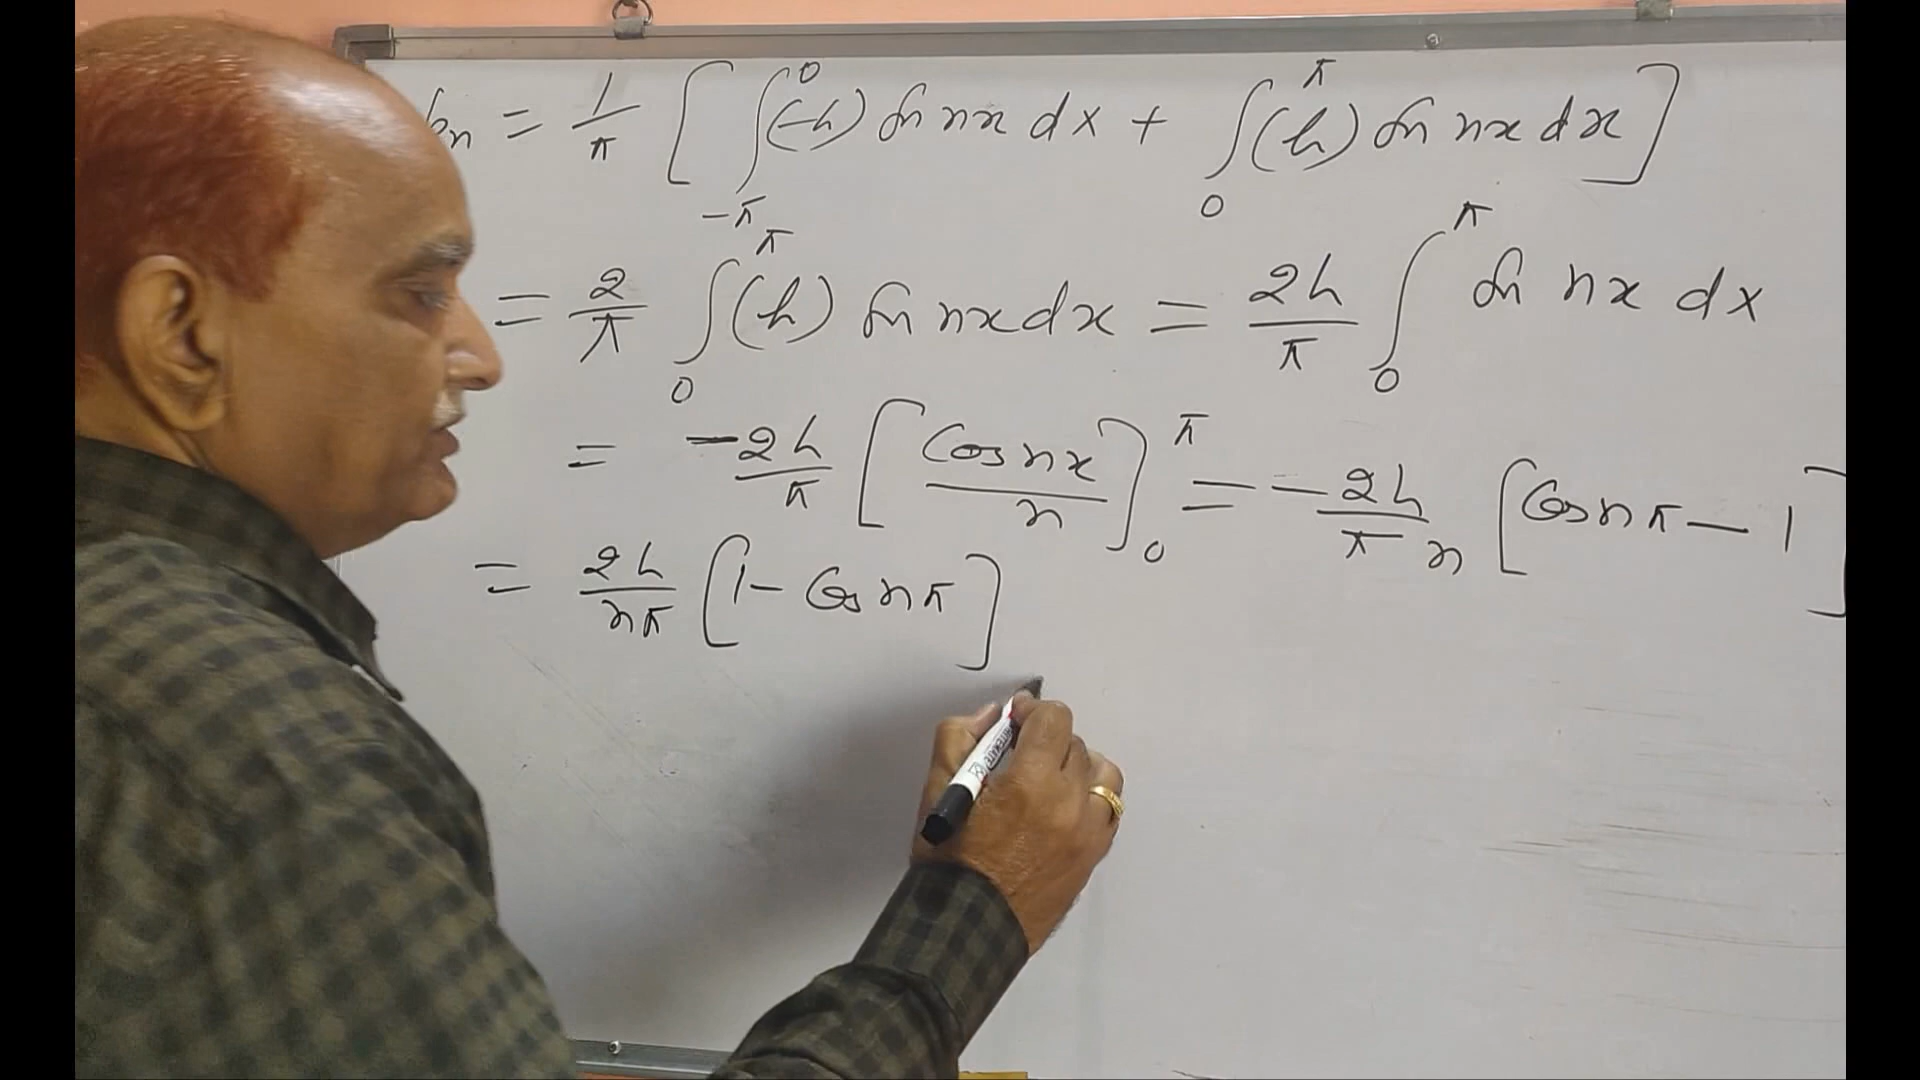 bn = 1/π [ ∫_{-π}^{0} (-h) sin nx dx + ∫_{0}^{π} (h) sin nx dx ]
= 2/π ∫_{0}^{π} (h) sin nx dx = 2h/π ∫_{0}^{π} sin nx dx
= -2h/π [ Cos nx / n ]_{0}^{π} = -2h/πn [ Cos nπ - 1 ]
= 2h/nπ [ 1 - Cos nπ ]